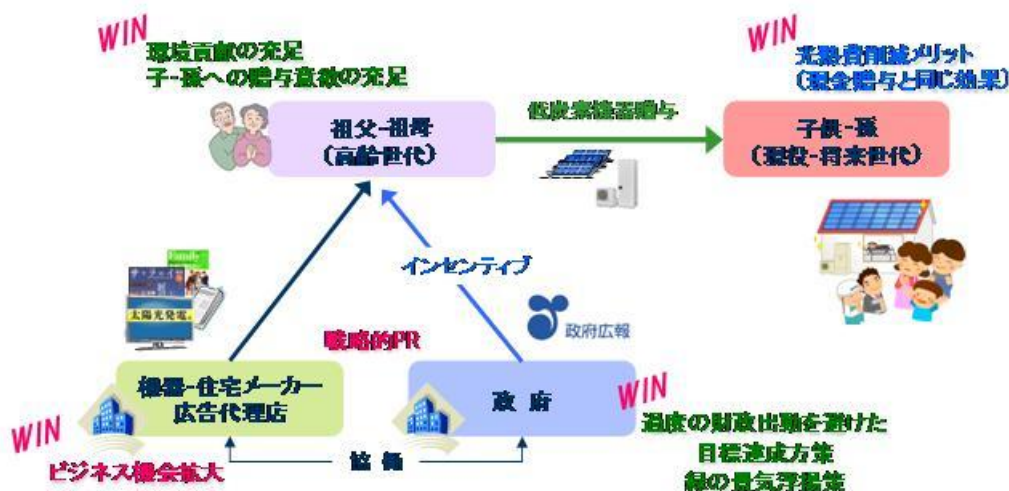 WIN
環境貢献の充足
子・孫への贈与意欲の充足
WIN
光熱費削減メリット
(現金贈与と同じ効果)
祖父・祖母
(高齢世代)
低炭素機器贈与
子供・孫
(現役・将来世代)
Family
太陽光発電
インセンティブ
戦略的PR
政府広報
機器・住宅メーカー
広告代理店
政 府
WIN
ビジネス機会拡大
協 働
WIN
過度の財政出動を避けた
目標達成方策
緑の景気浮揚策